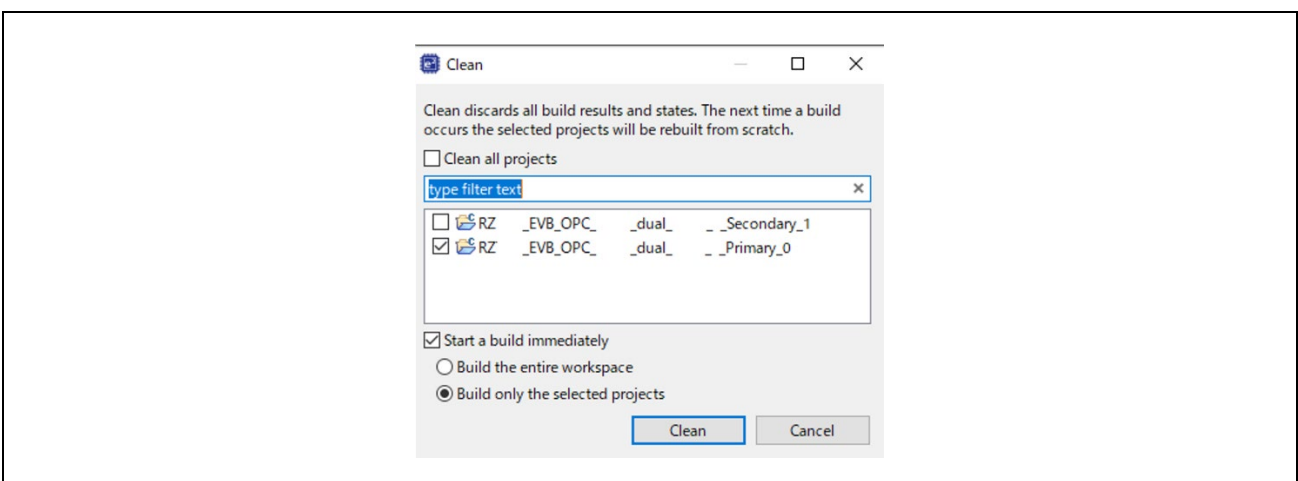 Clean
Clean discards all build results and states. The next time a build
occurs the selected projects will be rebuilt from scratch.
Clean all projects
type filter text
RZ _EVB_OPC_ _dual_ _ _Secondary_1
RZ _EVB_OPC_ _dual_ _ _Primary_0
Start a build immediately
Build the entire workspace
Build only the selected projects
Clean Cancel